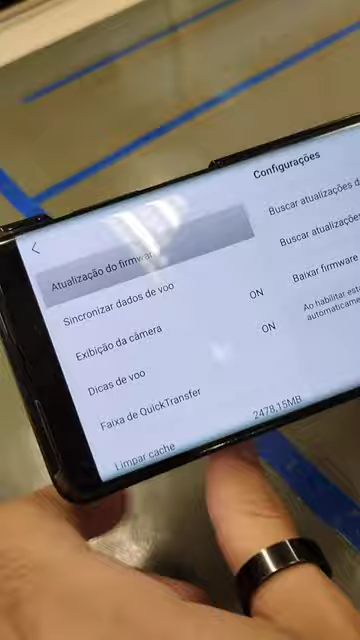 Configurações
Atualização do firmware
Sincronizar dados de voo
ON
Exibição da câmera
ON
Dicas de voo
Faixa de QuickTransfer
Limpar cache
2478,15MB
Buscar atualizações d
Buscar atualizações
Baixar firmware
Ao habilitar est
automaticame